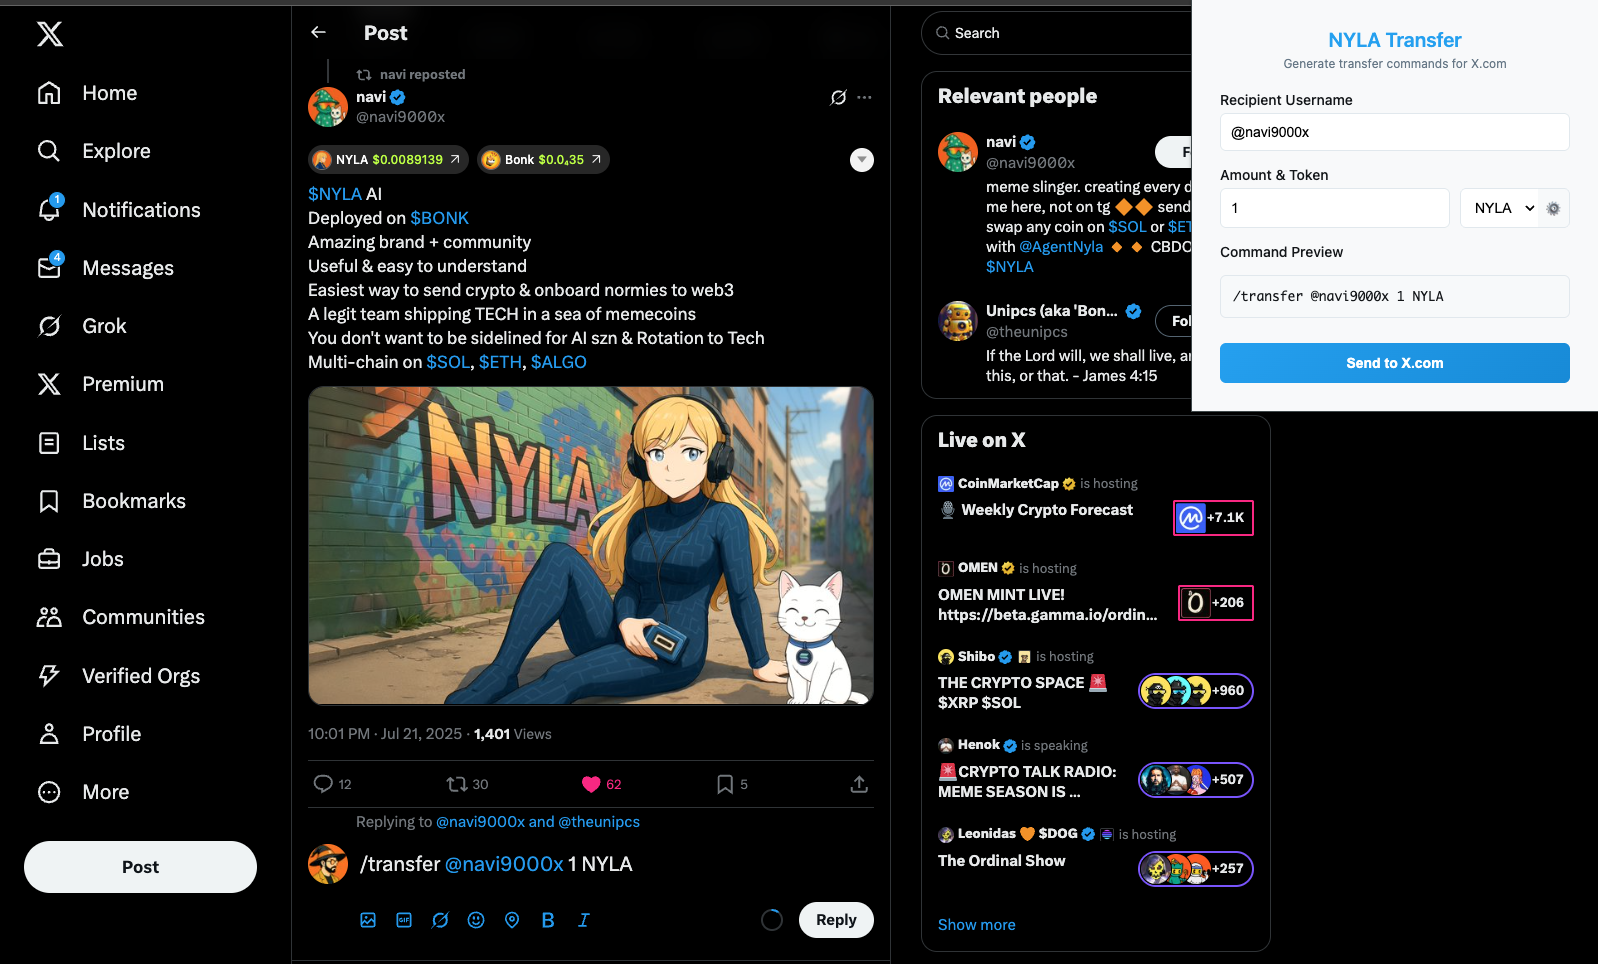 Home
Explore
1
Notifications
4
Messages
Grok
Premium
Lists
Bookmarks
Jobs
Communities
Verified Orgs
Profile
More
Post
Post
navi reposted
navi
@navi9000x
NYLA $0.0089139
Bonk $0.0₄35
$NYLA AI
Deployed on $BONK
Amazing brand + community
Useful & easy to understand
Easiest way to send crypto & onboard normies to web3
A legit team shipping TECH in a sea of memecoins
You don't want to be sidelined for AI szn & Rotation to Tech
Multi-chain on $SOL, $ETH, $ALGO
NYLA
10:01 PM · Jul 21, 2025 · 1,401 Views
12
30
62
5
Replying to @navi9000x and @theunipcs
/transfer @navi9000x 1 NYLA
GIF
B
I
Reply
Search
Relevant people
navi
@navi9000x
meme slinger. creating every d
me here, not on tg 🔶🔶 send
swap any coin on $SOL or $ET
with @AgentNyla 🔸 🔸 CBDC
$NYLA
Unipcs (aka 'Bon...
@theunipcs
Fol
If the Lord will, we shall live, a
this, or that. - James 4:15
Live on X
CoinMarketCap is hosting
🎙 Weekly Crypto Forecast
+7.1K
OMEN is hosting
OMEN MINT LIVE!
https://beta.gamma.io/ordin...
+206
Shibo is hosting
THE CRYPTO SPACE 🚨
$XRP $SOL
+960
Henok is speaking
🚨CRYPTO TALK RADIO:
MEME SEASON IS ...
+507
Leonidas 🧡 $DOG is hosting
The Ordinal Show
+257
Show more
NYLA Transfer
Generate transfer commands for X.com
Recipient Username
@navi9000x
Amount & Token
1
NYLA
Command Preview
/transfer @navi9000x 1 NYLA
Send to X.com